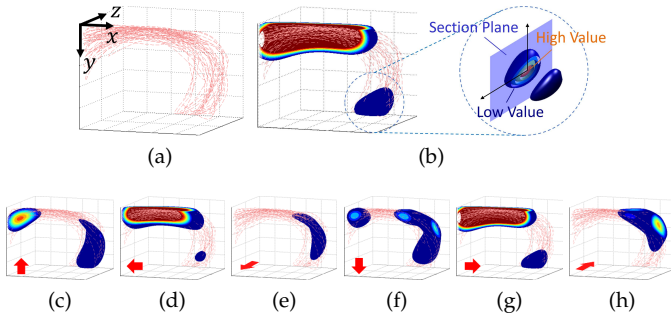 z
x
y
Section Plane
High Value
Low Value
(a)
(b)
(c)
(d)
(e)
(f)
(g)
(h)